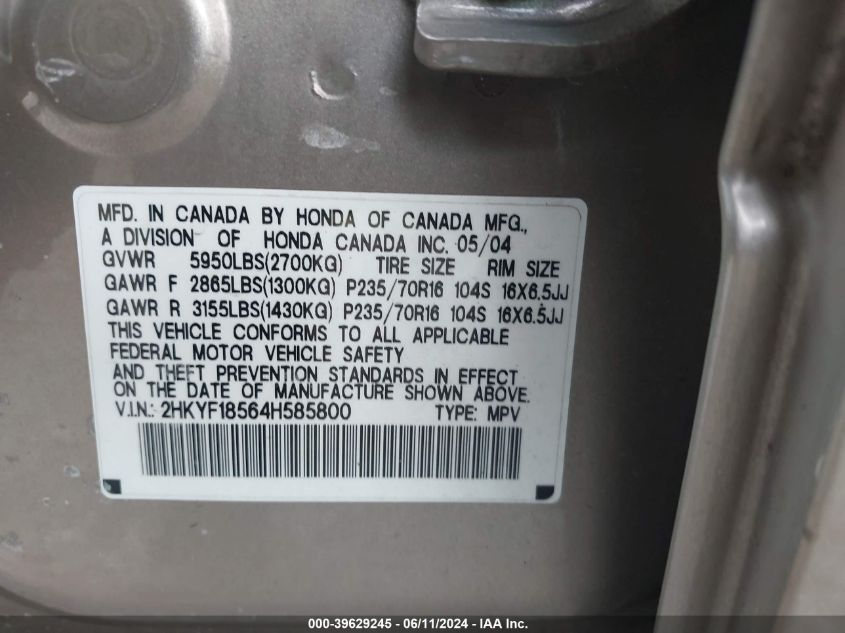 MFD. IN CANADA BY HONDA OF CANADA MFG.,
A DIVISION OF HONDA CANADA INC. 05/04
GVWR 5950LBS(2700KG) TIRE SIZE RIM SIZE
GAWR F 2865LBS(1300KG) P235/70R16 104S 16X6.5JJ
GAWR R 3155LBS(1430KG) P235/70R16 104S 16X6.5JJ
THIS VEHICLE CONFORMS TO ALL APPLICABLE
FEDERAL MOTOR VEHICLE SAFETY
AND THEFT PREVENTION STANDARDS IN EFFECT
ON THE DATE OF MANUFACTURE SHOWN ABOVE.
V.I.N.: 2HKYF18564H585800 TYPE: MPV
000-39629245 - 06/11/2024 - IAA Inc.